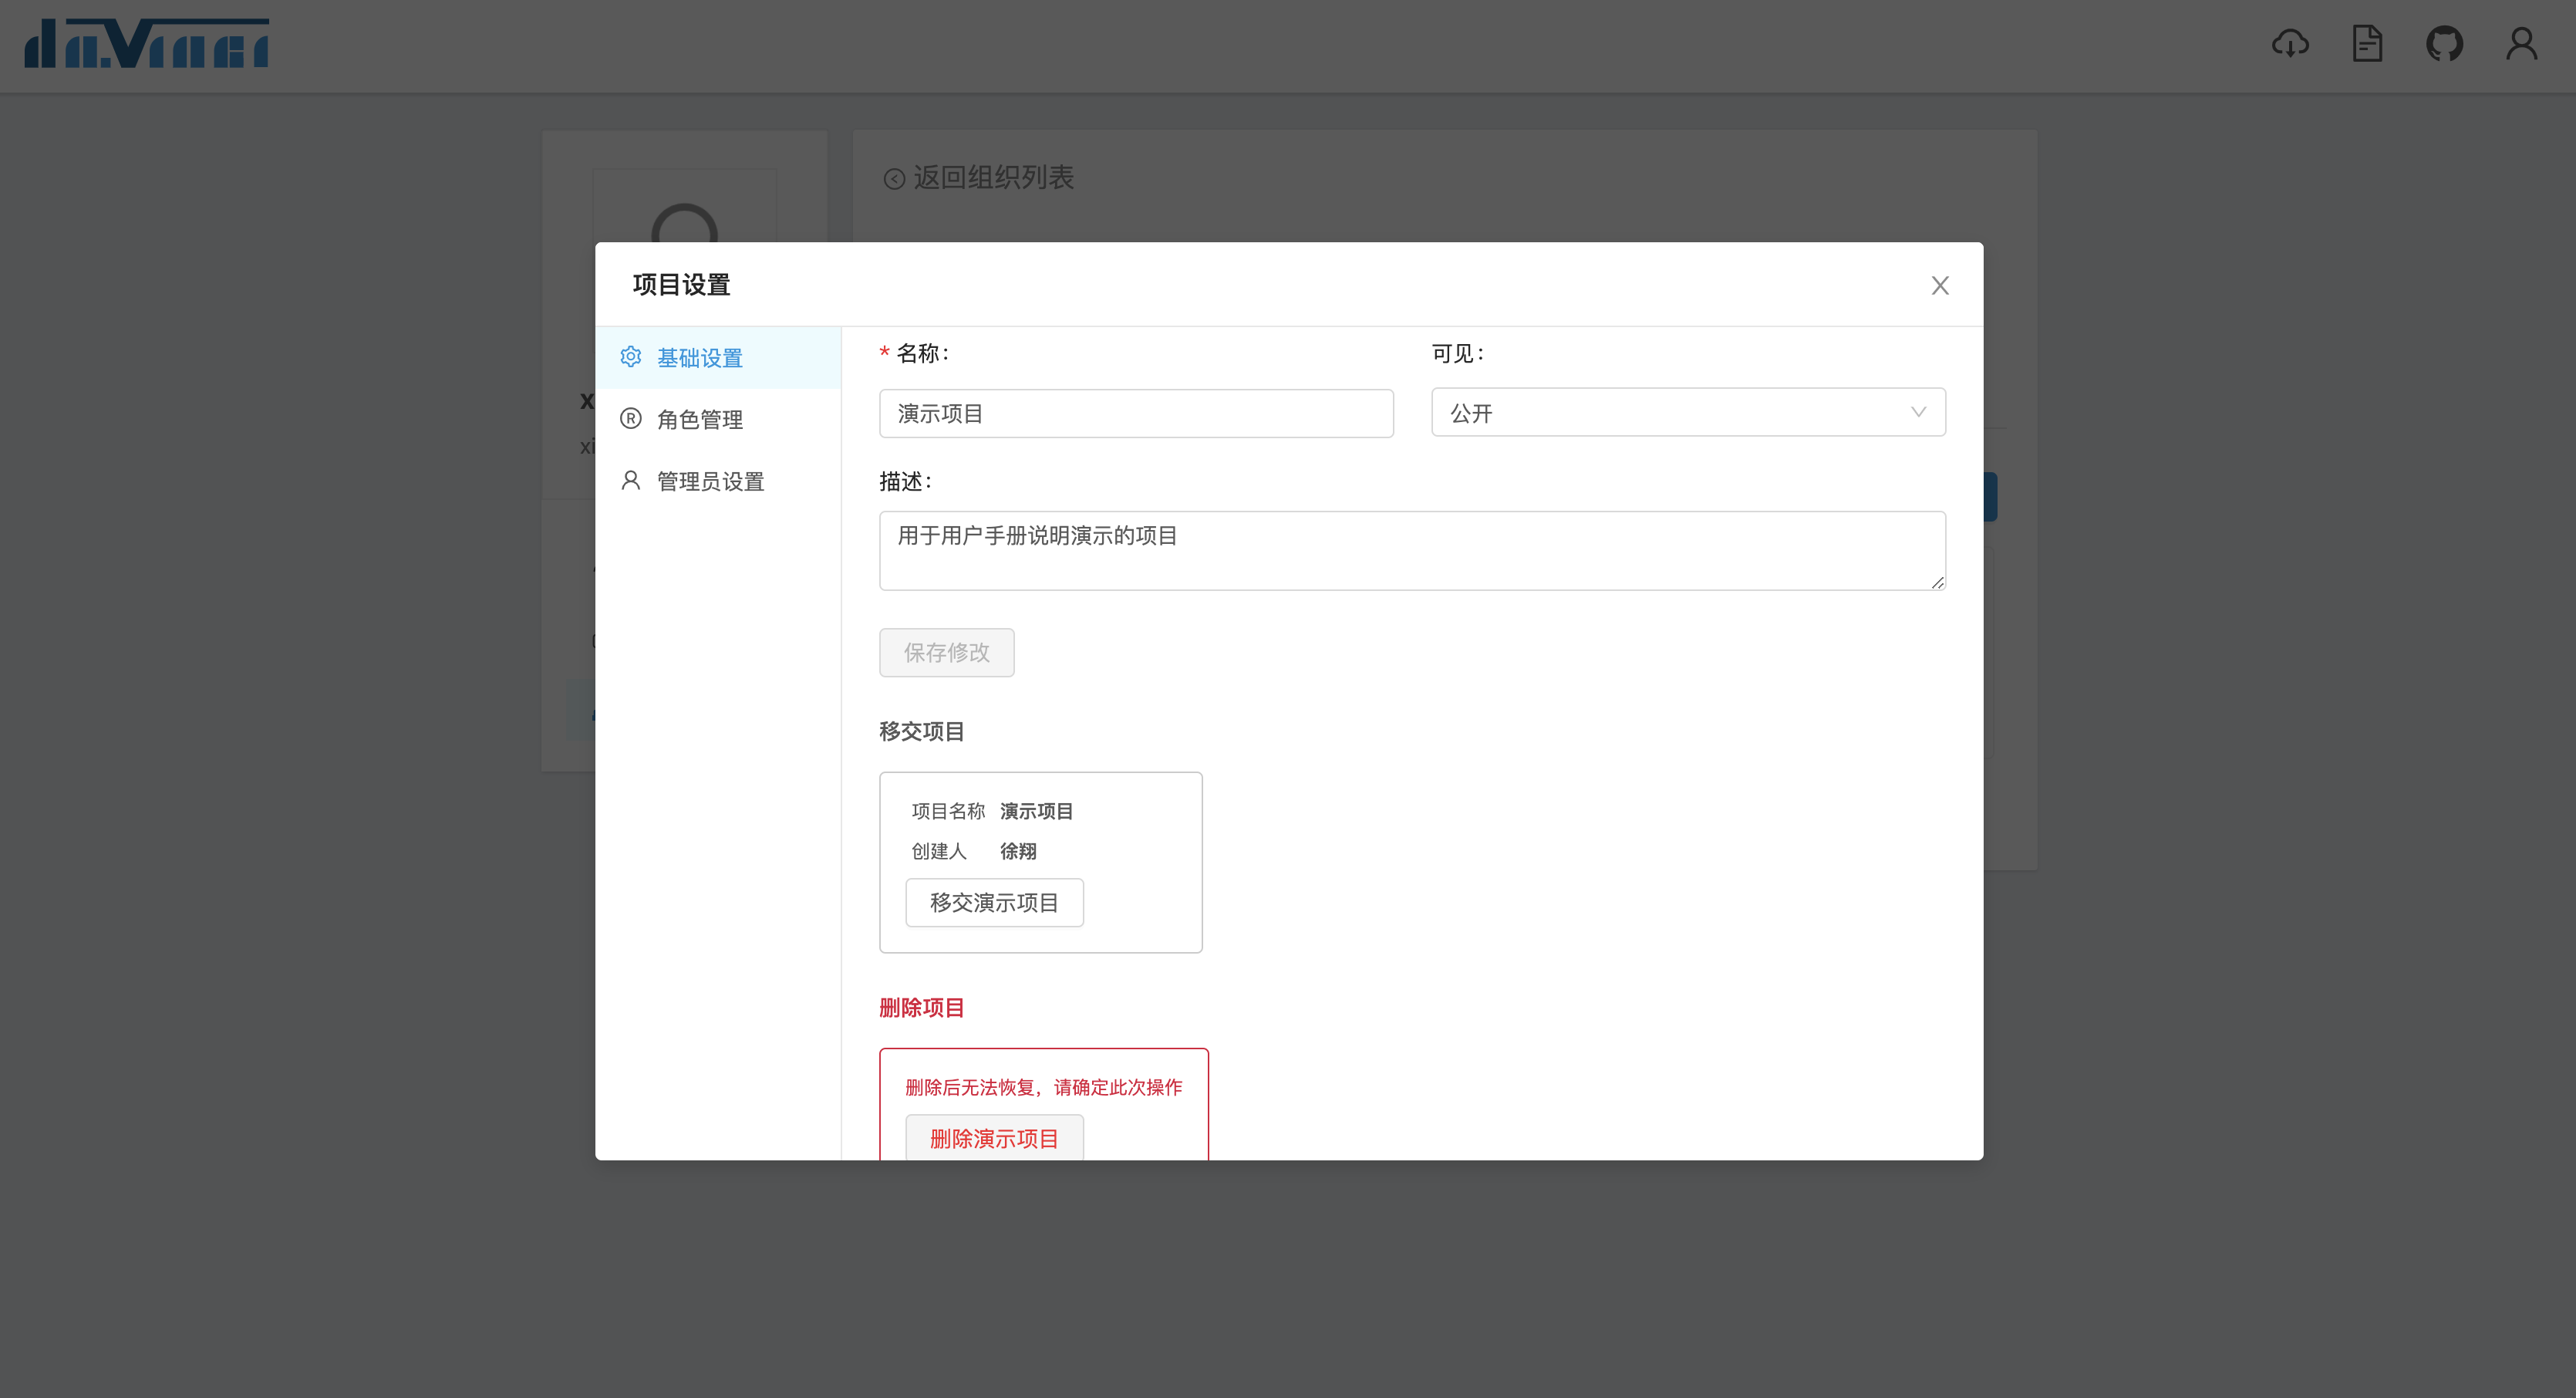 daVinci
返回组织列表
项目设置
基础设置
角色管理
管理员设置
* 名称：
可见：
演示项目
公开
描述：
用于用户手册说明演示的项目
保存修改
移交项目
项目名称 演示项目
创建人 徐翔
移交演示项目
删除项目
删除后无法恢复，请确定此次操作
删除演示项目